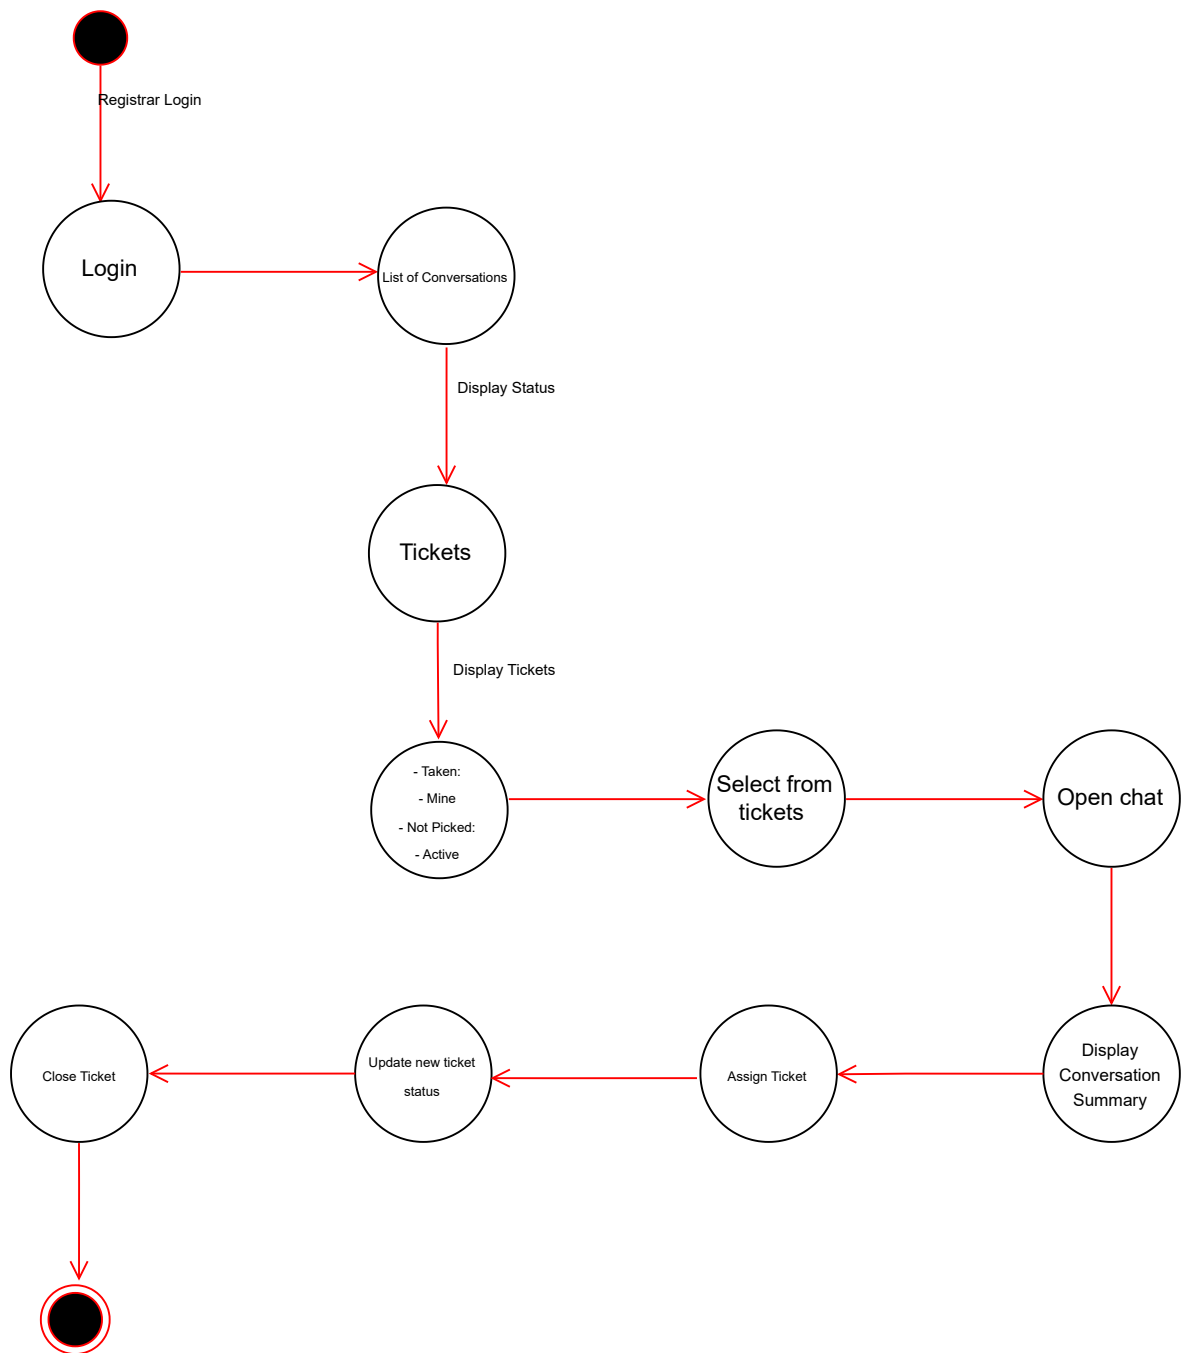 Registrar Login
Login
List of Conversations
Display Status
Tickets
Display Tickets
- Taken:
- Mine
- Not Picked:
- Active
Select from
tickets
Open chat
Display
Conversation
Summary
Assign Ticket
Update new ticket
status
Close Ticket